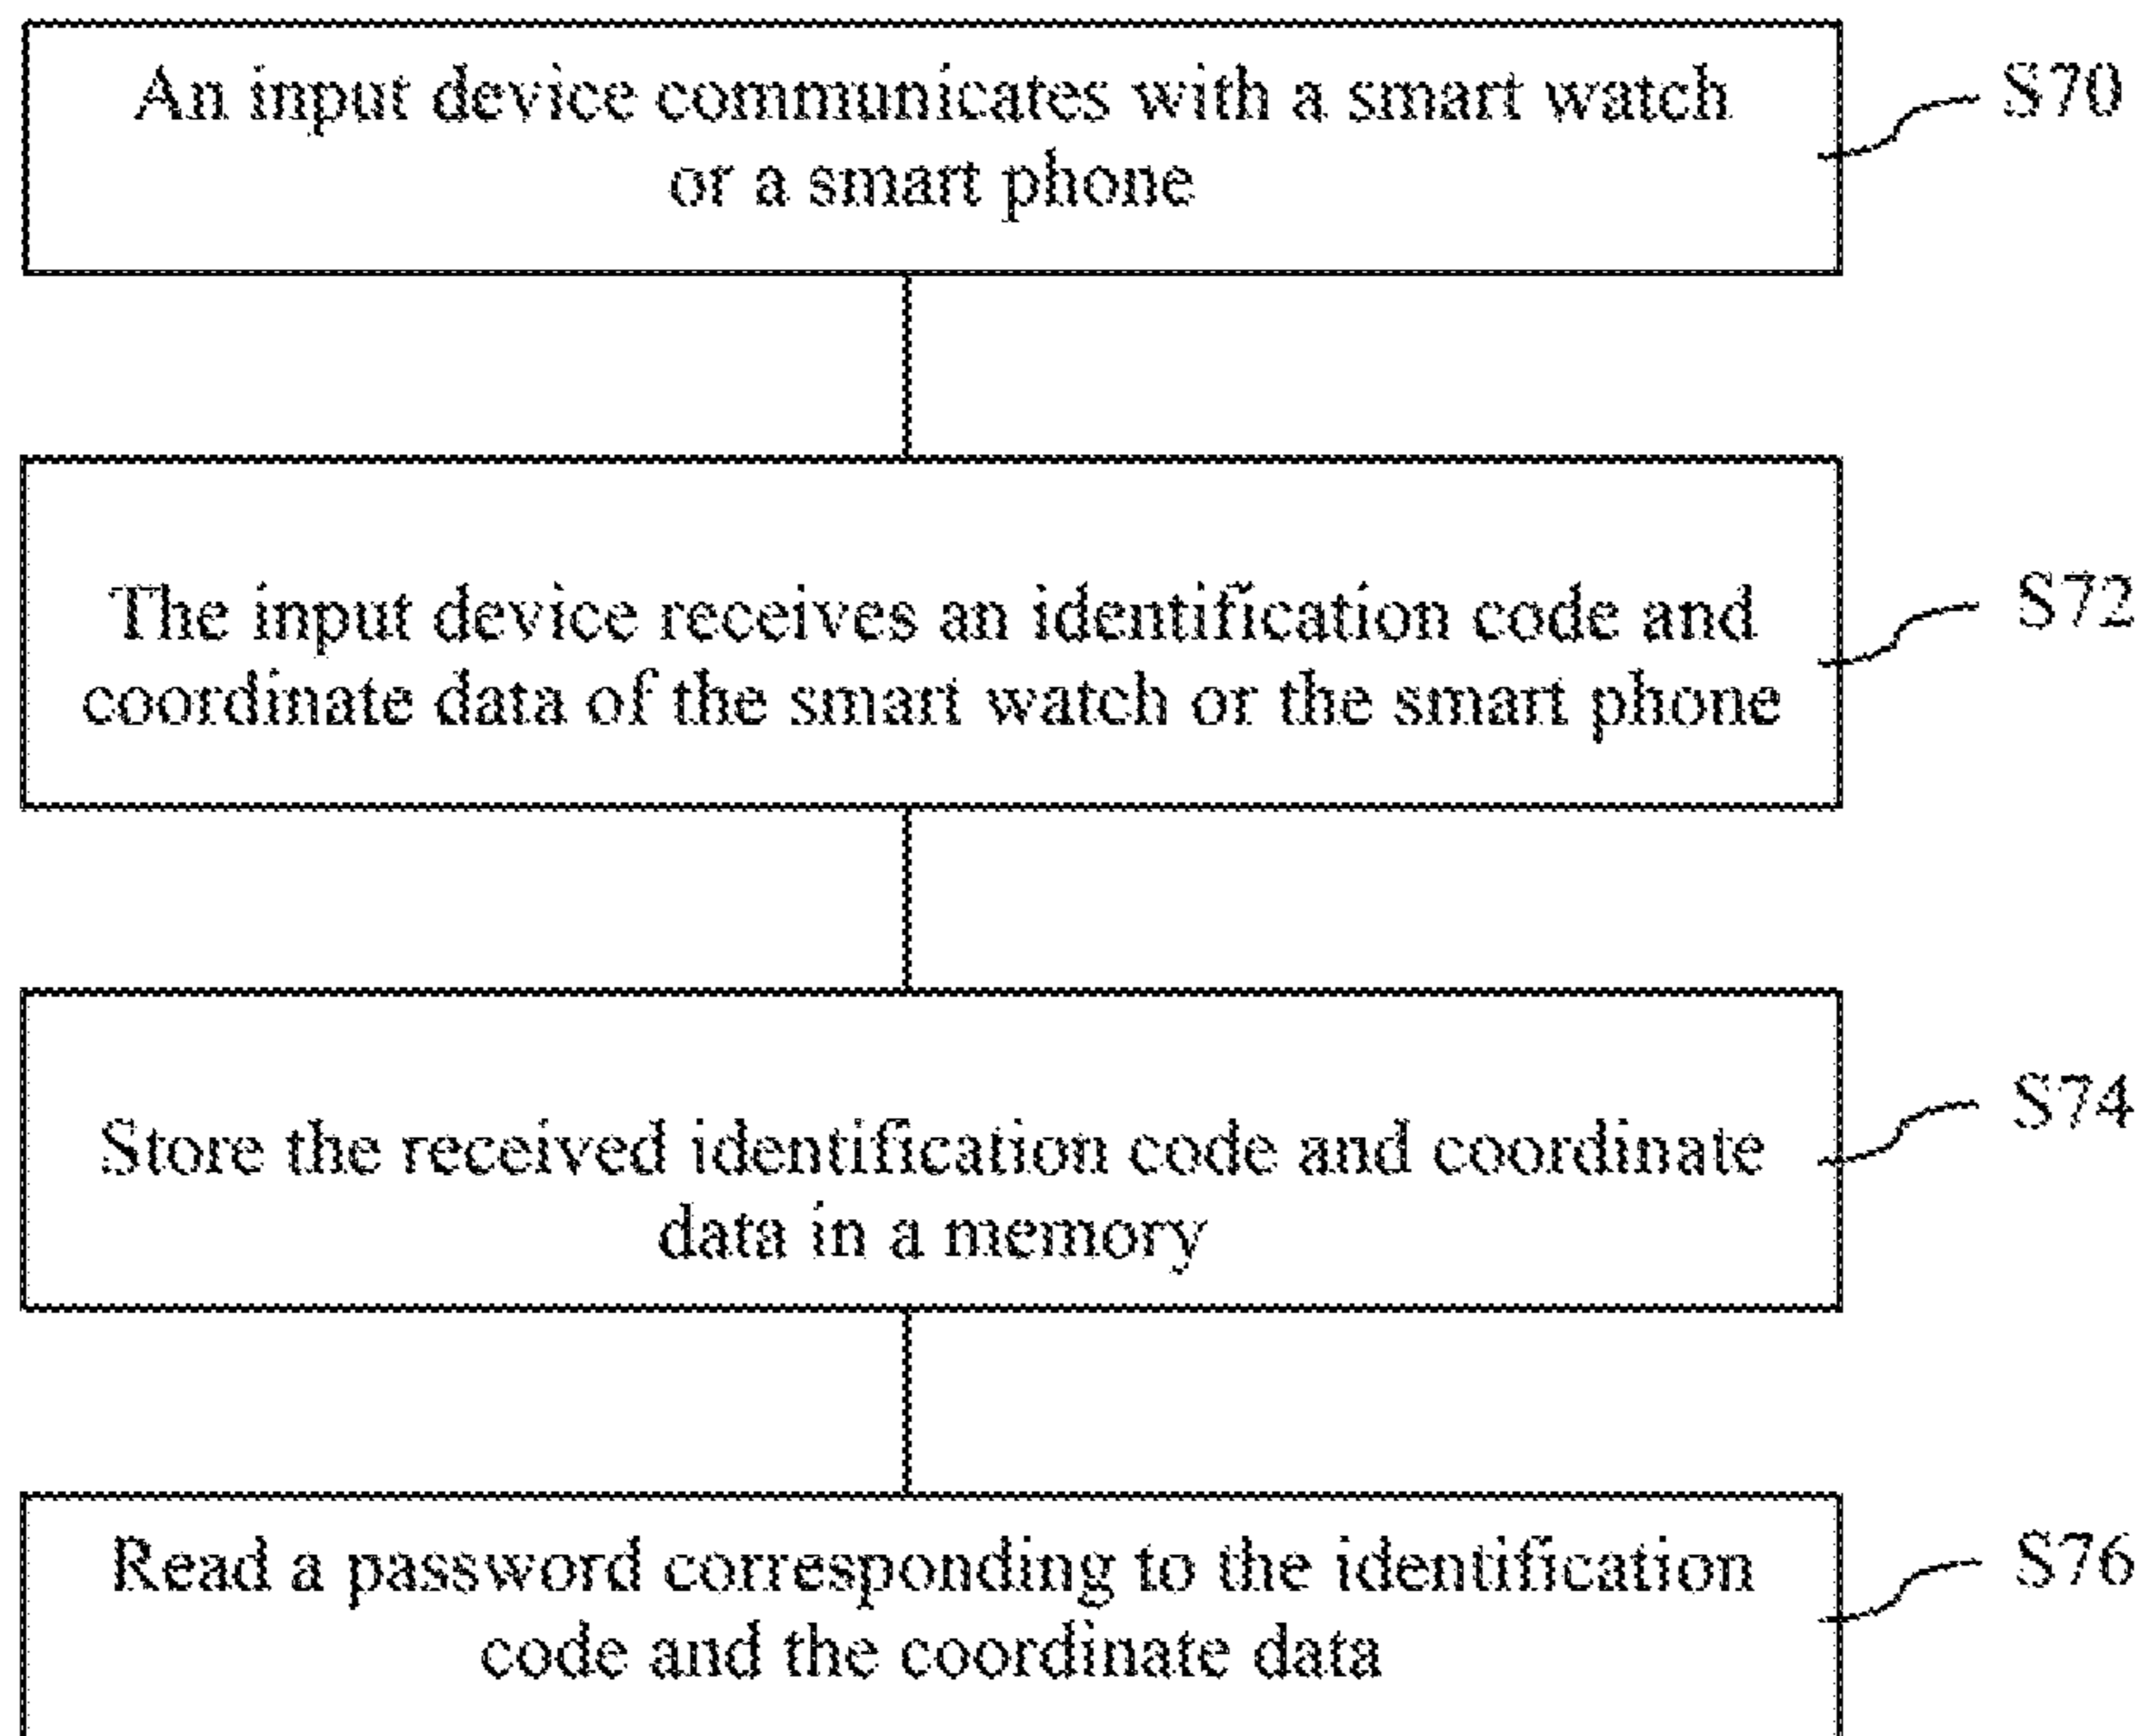 An input device communicates with a smart watch
or a smart phone
S70
The input device receives an identification code and
coordinate data of the smart watch or the smart phone
S72
Store the received identification code and coordinate
data in a memory
S74
Read a password corresponding to the identification
code and the coordinate data
S76